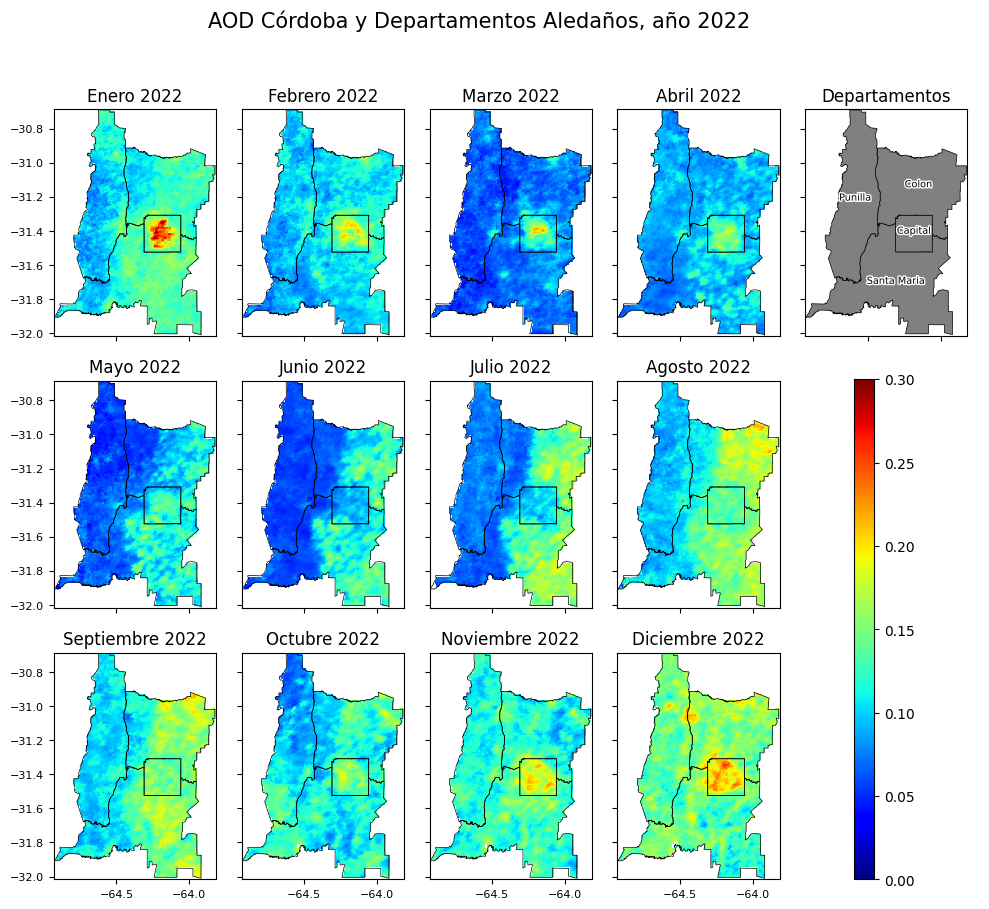 AOD Córdoba y Departamentos Aledaños, año 2022
Enero 2022
Febrero 2022
Marzo 2022
Abril 2022
Departamentos
−30.8
−31.0
−31.2
−31.4
−31.6
−31.8
−32.0
Colon
Punilla
Capital
Santa María
Mayo 2022
Junio 2022
Julio 2022
Agosto 2022
−30.8
−31.0
−31.2
−31.4
−31.6
−31.8
−32.0
0.30
0.25
0.20
0.15
0.10
0.05
0.00
Septiembre 2022
Octubre 2022
Noviembre 2022
Diciembre 2022
−30.8
−31.0
−31.2
−31.4
−31.6
−31.8
−32.0
−64.5 −64.0
−64.5 −64.0
−64.5 −64.0
−64.5 −64.0